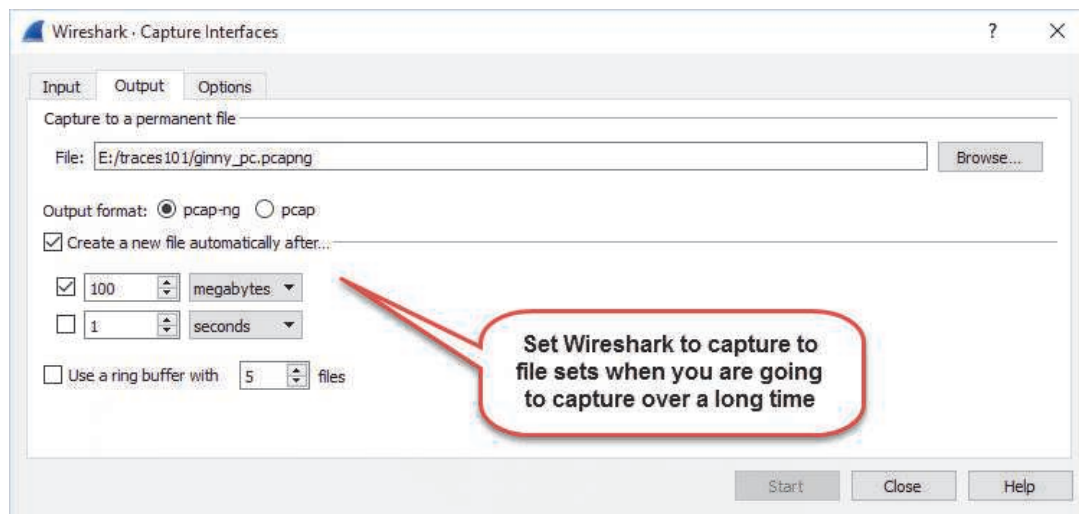 Wireshark · Capture Interfaces
?
Input Output Options
Capture to a permanent file
File: E:/traces101/ginny_pc.pcapng Browse...
Output format: pcap-ng pcap
Create a new file automatically after...
100 megabytes
1 seconds
Use a ring buffer with 5 files
Set Wireshark to capture to
file sets when you are going
to capture over a long time
Start Close Help